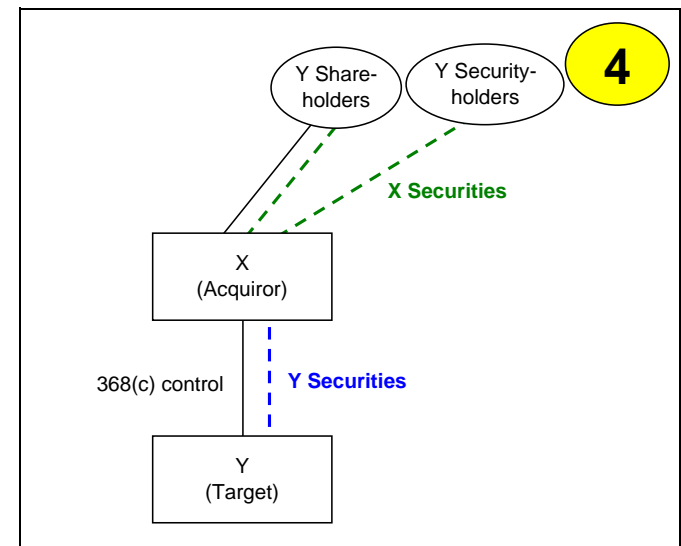 Y Share-
holders
Y Security-
holders
4
X Securities
X
(Acquiror)
368(c) control
Y Securities
Y
(Target)